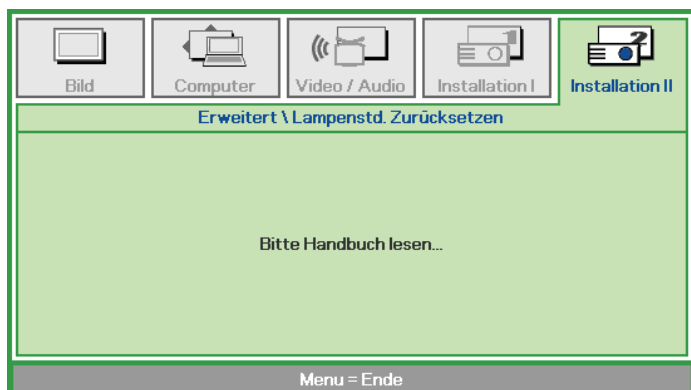 Bild Computer Video / Audio Installation I Installation II
Erweitert \ Lampenstd. Zurücksetzen
Bitte Handbuch lesen...
Menu = Ende